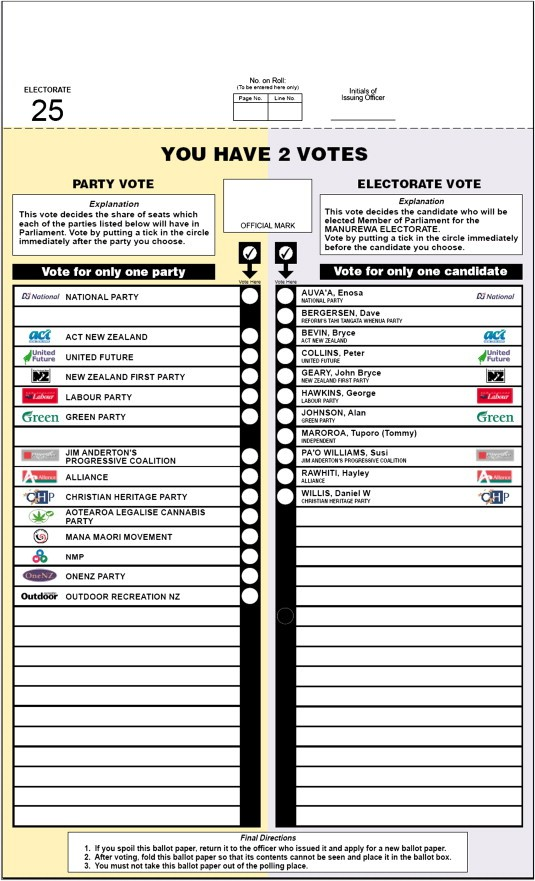 ELECTORATE
25
No. on Roll:
(To be entered here only)
Page No. Line No.
Initials of
Issuing Officer
YOU HAVE 2 VOTES
PARTY VOTE
Explanation
This vote decides the share of seats which
each of the parties listed below will have in
Parliament. Vote by putting a tick in the circle
immediately after the party you choose.
OFFICIAL MARK
ELECTORATE VOTE
Explanation
This vote decides the candidate who will be
elected Member of Parliament for the
MANUREWA ELECTORATE.
Vote by putting a tick in the circle immediately
before the candidate you choose.
Vote for only one party
Vote Here
Vote Here
Vote for only one candidate
National NATIONAL PARTY
act ACT NEW ZEALAND
United
Future
UNITED FUTURE
NZ NEW ZEALAND FIRST PARTY
Labour LABOUR PARTY
Green GREEN PARTY
JIM ANDERTON'S
PROGRESSIVE COALITION
Alliance ALLIANCE
CHP CHRISTIAN HERITAGE PARTY
AOTEAROA LEGALISE CANNABIS
PARTY
MANA MAORI MOVEMENT
NMP
OneNZ ONENZ PARTY
Outdoor OUTDOOR RECREATION NZ
AUVA'A, Enosa
NATIONAL PARTY
National
BERGERSEN, Dave
REFORM'S TAHI TANGATA WHENUA PARTY
BEVIN, Bryce
ACT NEW ZEALAND
act
COLLINS, Peter
UNITED FUTURE
United
Future
GEARY, John Bryce
NEW ZEALAND FIRST PARTY
NZ
HAWKINS, George
LABOUR PARTY
Labour
JOHNSON, Alan
GREEN PARTY
Green
MAROROA, Tuporo (Tommy)
INDEPENDENT
PA'O WILLIAMS, Susi
JIM ANDERTON'S PROGRESSIVE COALITION
RAWHITI, Hayley
ALLIANCE
Alliance
WILLIS, Daniel W
CHRISTIAN HERITAGE PARTY
CHP
Final Directions
1. If you spoil this ballot paper, return it to the officer who issued it and apply for a new ballot paper.
2. After voting, fold this ballot paper so that its contents cannot be seen and place it in the ballot box.
3. You must not take this ballot paper out of the polling place.